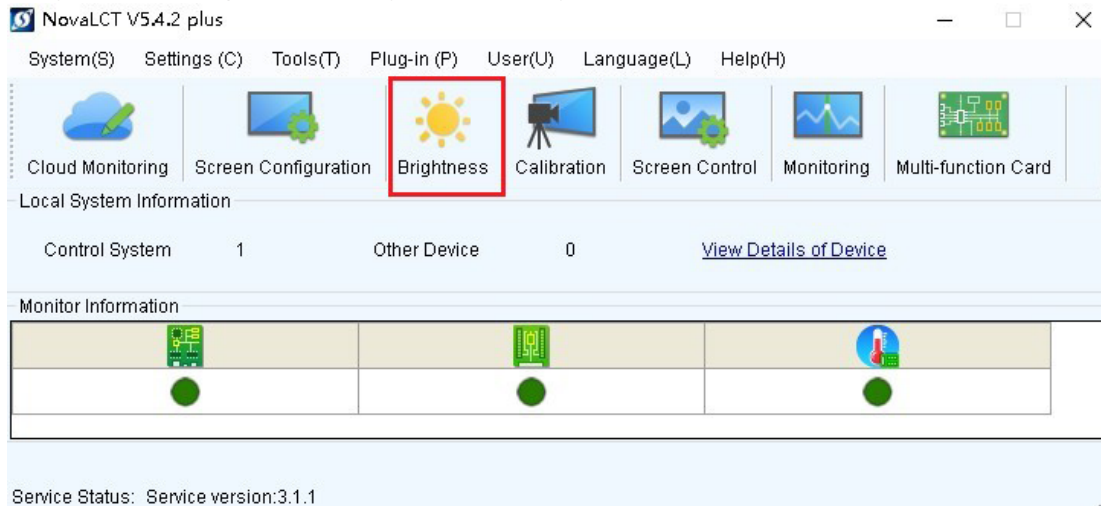 NovaLCT V5.4.2 plus
System(S) Settings (C) Tools(T) Plug-in (P) User(U) Language(L) Help(H)
Cloud Monitoring Screen Configuration Brightness Calibration Screen Control Monitoring Multi-function Card
Local System Information
Control System 1 Other Device 0 View Details of Device
Monitor Information
Service Status: Service version:3.1.1